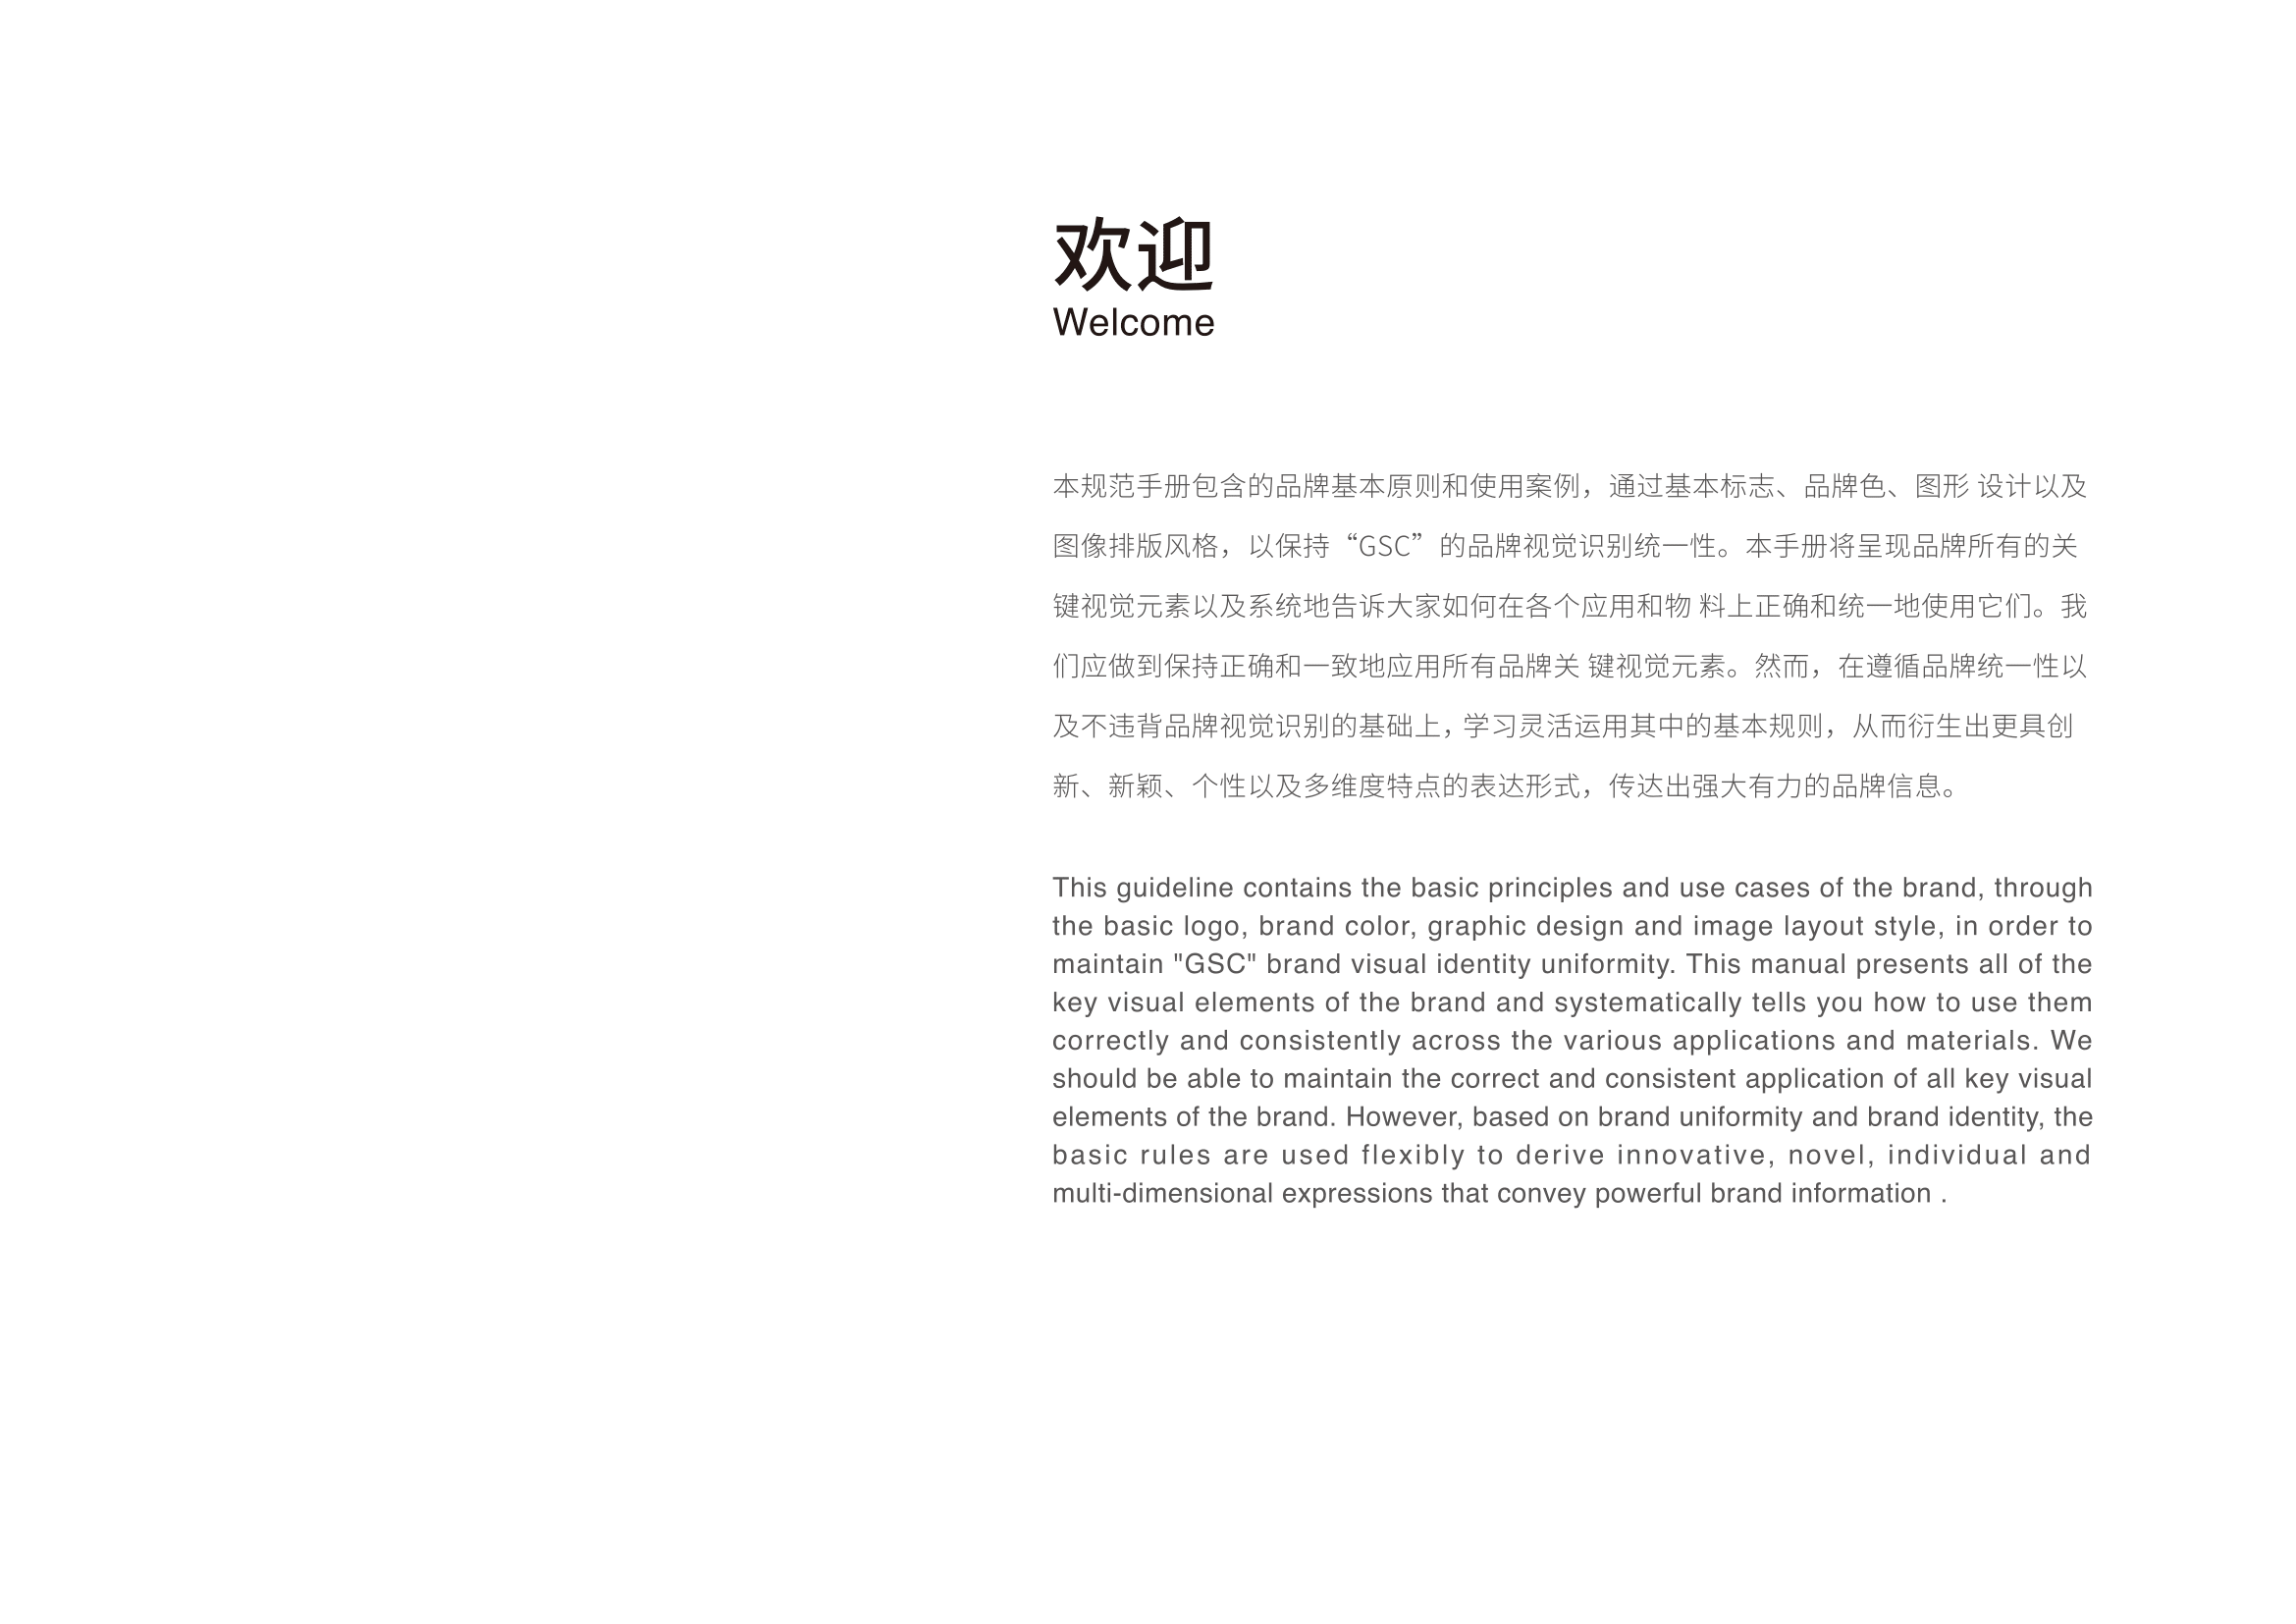 欢迎
Welcome
本规范手册包含的品牌基本原则和使用案例，通过基本标志、品牌色、图形 设计以及
图像排版风格，以保持“GSC”的品牌视觉识别统一性。本手册将呈现品牌所有的关
键视觉元素以及系统地告诉大家如何在各个应用和物 料上正确和统一地使用它们。我
们应做到保持正确和一致地应用所有品牌关 键视觉元素。然而，在遵循品牌统一性以
及不违背品牌视觉识别的基础上，学习灵活运用其中的基本规则，从而衍生出更具创
新、新颖、个性以及多维度特点的表达形式，传达出强大有力的品牌信息。
This guideline contains the basic principles and use cases of the brand, through
the basic logo, brand color, graphic design and image layout style, in order to
maintain "GSC" brand visual identity uniformity. This manual presents all of the
key visual elements of the brand and systematically tells you how to use them
correctly and consistently across the various applications and materials. We
should be able to maintain the correct and consistent application of all key visual
elements of the brand. However, based on brand uniformity and brand identity, the
basic rules are used flexibly to derive innovative, novel, individual and
multi-dimensional expressions that convey powerful brand information .